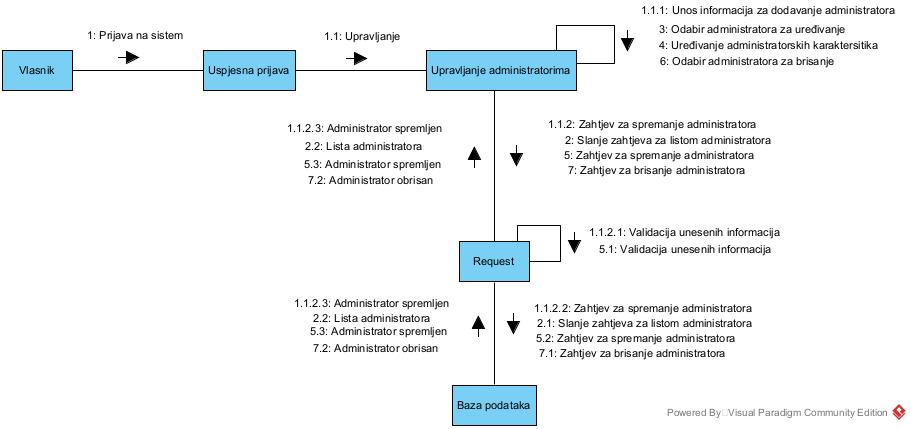 1: Prijava na sistem
1.1: Upravljanje
1.1.1: Unos informacija za dodavanje administratora
3: Odabir administratora za uređivanje
4: Uređivanje administratorskih karaktersitika
6: Odabir administratora za brisanje
Vlasnik
Uspjesna prijava
Upravljanje administratorima
1.1.2.3: Administrator spremljen
2.2: Lista administratora
5.3: Administrator spremljen
7.2: Administrator obrisan
1.1.2: Zahtjev za spremanje administratora
2: Slanje zahtjeva za listom administratora
5: Zahtjev za spremanje administratora
7: Zahtjev za brisanje administratora
1.1.2.1: Validacija unesenih informacija
5.1: Validacija unesenih informacija
Request
1.1.2.3: Administrator spremljen
2.2: Lista administratora
5.3: Administrator spremljen
7.2: Administrator obrisan
1.1.2.2: Zahtjev za spremanje administratora
2.1: Slanje zahtjeva za listom administratora
5.2: Zahtjev za spremanje administratora
7.1: Zahtjev za brisanje administratora
Baza podataka
Powered By Visual Paradigm Community Edition